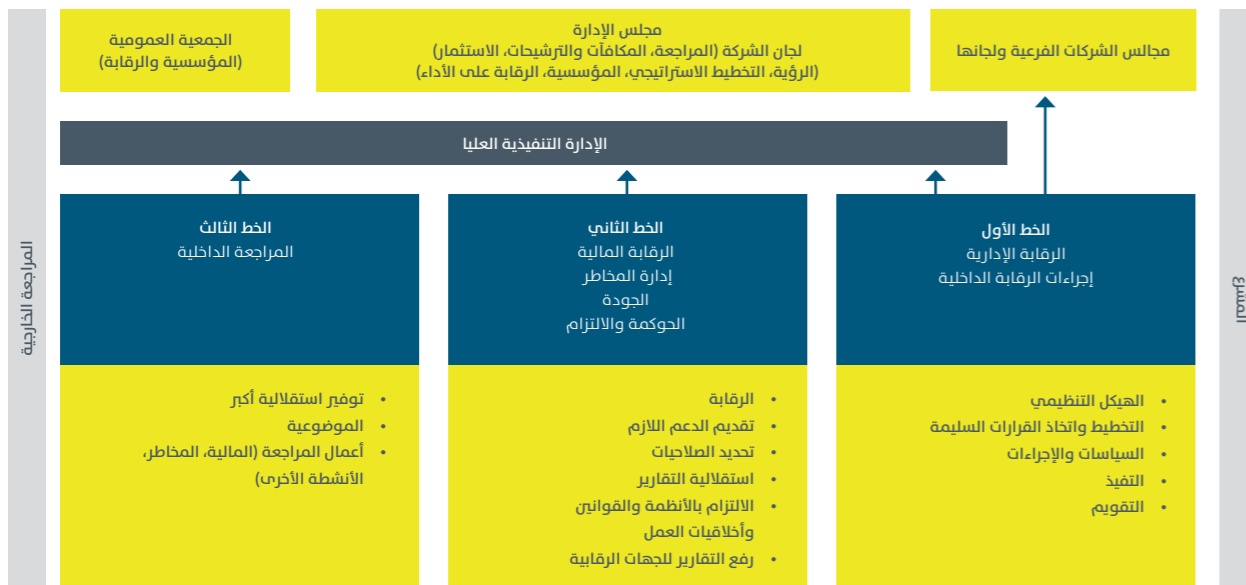 مجالس الشركات الفرعية ولجانها
مجلس الإدارة
لجان الشركة (المراجعة، المكافآت والترشيحات، الاستثمار)
(الرؤية، التخطيط الاستراتيجي، المؤسسية، الرقابة على الأداء)
الجمعية العمومية
(المؤسسية والرقابة)
الإدارة التنفيذية العليا
الخط الأول
الرقابة الإدارية
إجراءات الرقابة الداخلية
• الهيكل التنظيمي
• التخطيط واتخاذ القرارات السليمة
• السياسات والإجراءات
• التفيذ
• التقويم
الخط الثاني
الرقابة المالية
إدارة المخاطر
الجودة
الحوكمة والالتزام
• الرقابة
• تقديم الدعم اللازم
• تحديد الصلاحيات
• استقلالية التقارير
• الالتزام بالأنظمة والقوانين
وأخلاقيات العمل
• رفع التقارير للجهات الرقابية
الخط الثالث
المراجعة الداخلية
• توفير استقلالية أكبر
• الموضوعية
• أعمال المراجعة (المالية، المخاطر،
الأنشطة الأخرى)
المراجعة الخارجية